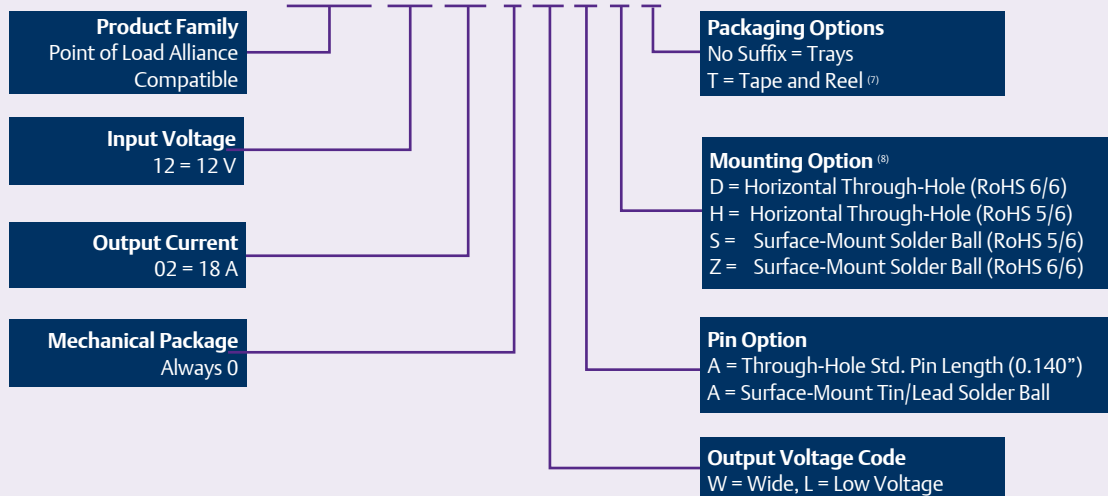 Product Family
Point of Load Alliance
Compatible
Input Voltage
12 = 12 V
Output Current
02 = 18 A
Mechanical Package
Always 0
Packaging Options
No Suffix = Trays
T = Tape and Reel (7)
Mounting Option (8)
D = Horizontal Through-Hole (RoHS 6/6)
H = Horizontal Through-Hole (RoHS 5/6)
S = Surface-Mount Solder Ball (RoHS 5/6)
Z = Surface-Mount Solder Ball (RoHS 6/6)
Pin Option
A = Through-Hole Std. Pin Length (0.140”)
A = Surface-Mount Tin/Lead Solder Ball
Output Voltage Code
W = Wide, L = Low Voltage